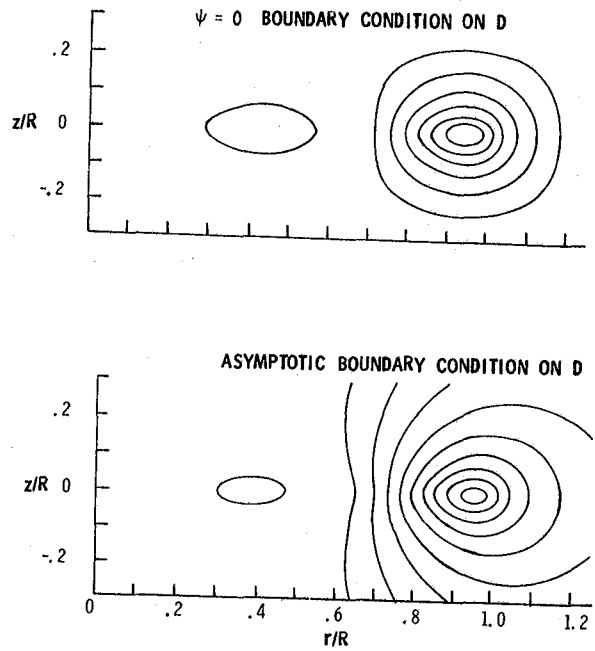 ψ = 0 BOUNDARY CONDITION ON D
.2
z/R 0
-.2
ASYMPTOTIC BOUNDARY CONDITION ON D
.2
z/R 0
-.2
0 .2 .4 .6 .8 1.0 1.2
r/R